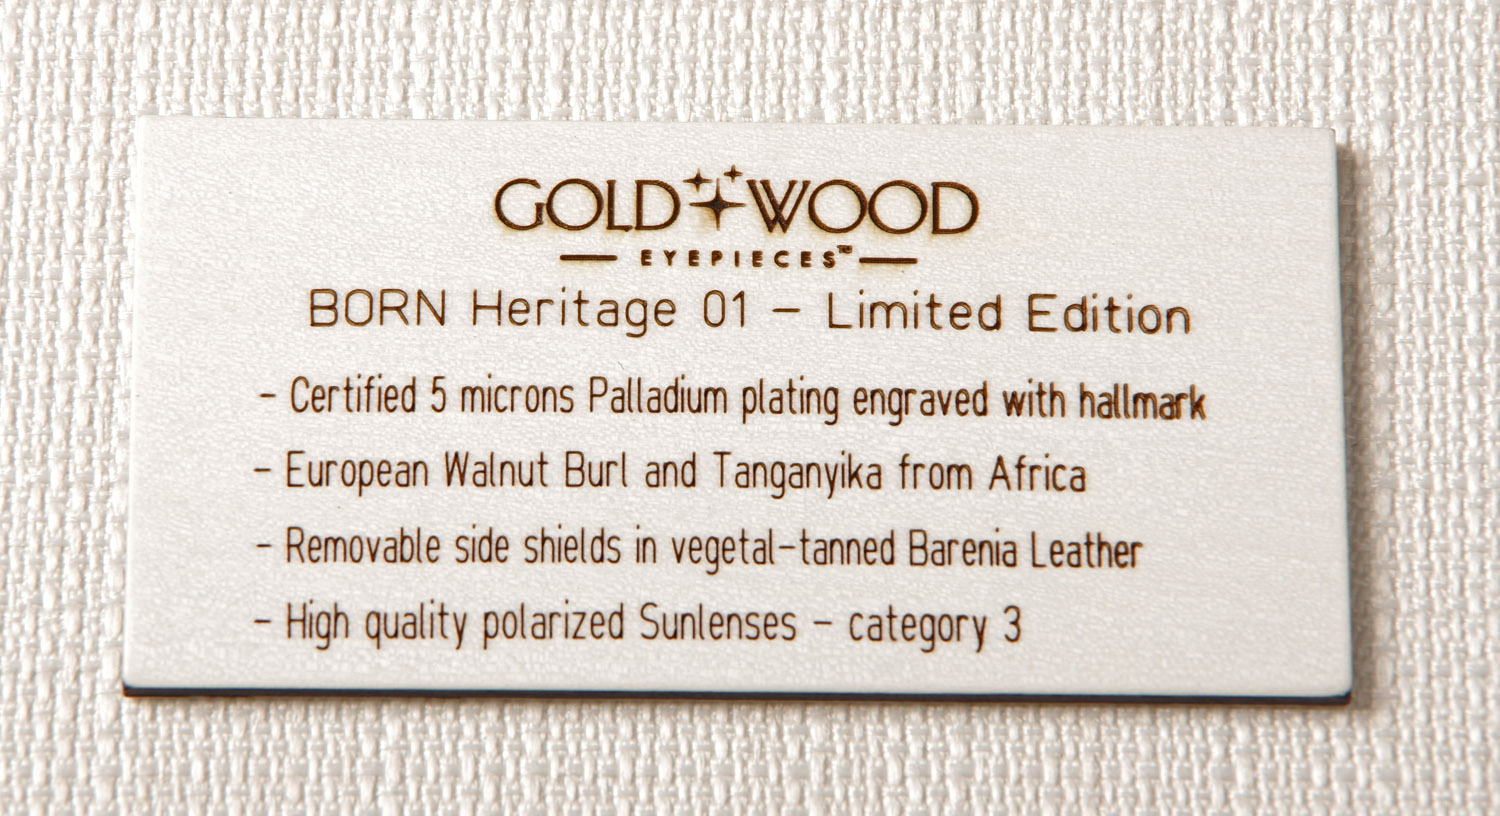 GOLD WOOD
EYEPIECES™
BORN Heritage 01 - Limited Edition
- Certified 5 microns Palladium plating engraved with hallmark
- European Walnut Burl and Tanganyika from Africa
- Removable side shields in vegetal-tanned Barenia Leather
- High quality polarized Sunlenses - category 3